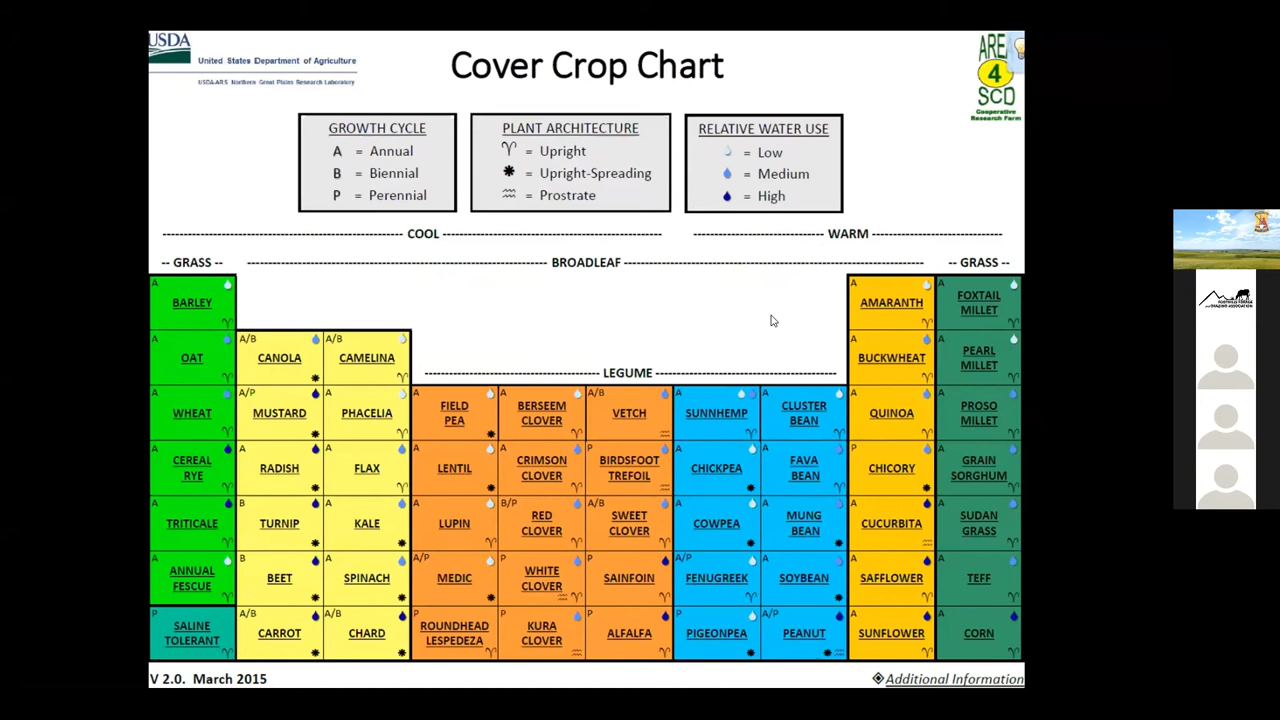 USDA
United States Department of Agriculture
USDA-ARS Northern Great Plains Research Laboratory
Cover Crop Chart
ARE
4
SCD
Cooperative
Research Farm
GROWTH CYCLE
A = Annual
B = Biennial
P = Perennial
PLANT ARCHITECTURE
= Upright
= Upright-Spreading
= Prostrate
RELATIVE WATER USE
= Low
= Medium
= High
COOL
WARM
-- GRASS --
BROADLEAF
-- GRASS --
A BARLEY
A AMARANTH
A FOXTAIL MILLET
A OAT
A/B CANOLA
A/B CAMELINA
LEGUME
A BUCKWHEAT
A PEARL MILLET
A WHEAT
A/P MUSTARD
A PHACELIA
A FIELD PEA
A BERSEEM CLOVER
A/B VETCH
A SUNNHEMP
A CLUSTER BEAN
A QUINOA
A PROSO MILLET
A CEREAL RYE
A RADISH
A FLAX
A LENTIL
A CRIMSON CLOVER
P BIRDSFOOT TREFOIL
A CHICKPEA
A FAVA BEAN
P CHICORY
A GRAIN SORGHUM
A TRITICALE
B TURNIP
A KALE
A LUPIN
B/P RED CLOVER
A/B SWEET CLOVER
A COWPEA
A MUNG BEAN
A CUCURBITA
A SUDAN GRASS
A ANNUAL FESCUE
B BEET
A SPINACH
A/P MEDIC
P WHITE CLOVER
P SAINFOIN
A/P FENUGREEK
A SOYBEAN
A SAFFLOWER
A TEFF
P SALINE TOLERANT
A/B CARROT
A/B CHARD
P ROUNDHEAD LESPEDEZA
P KURA CLOVER
P ALFALFA
P PIGEONPEA
A/P PEANUT
A SUNFLOWER
A CORN
V 2.0. March 2015
Additional Information